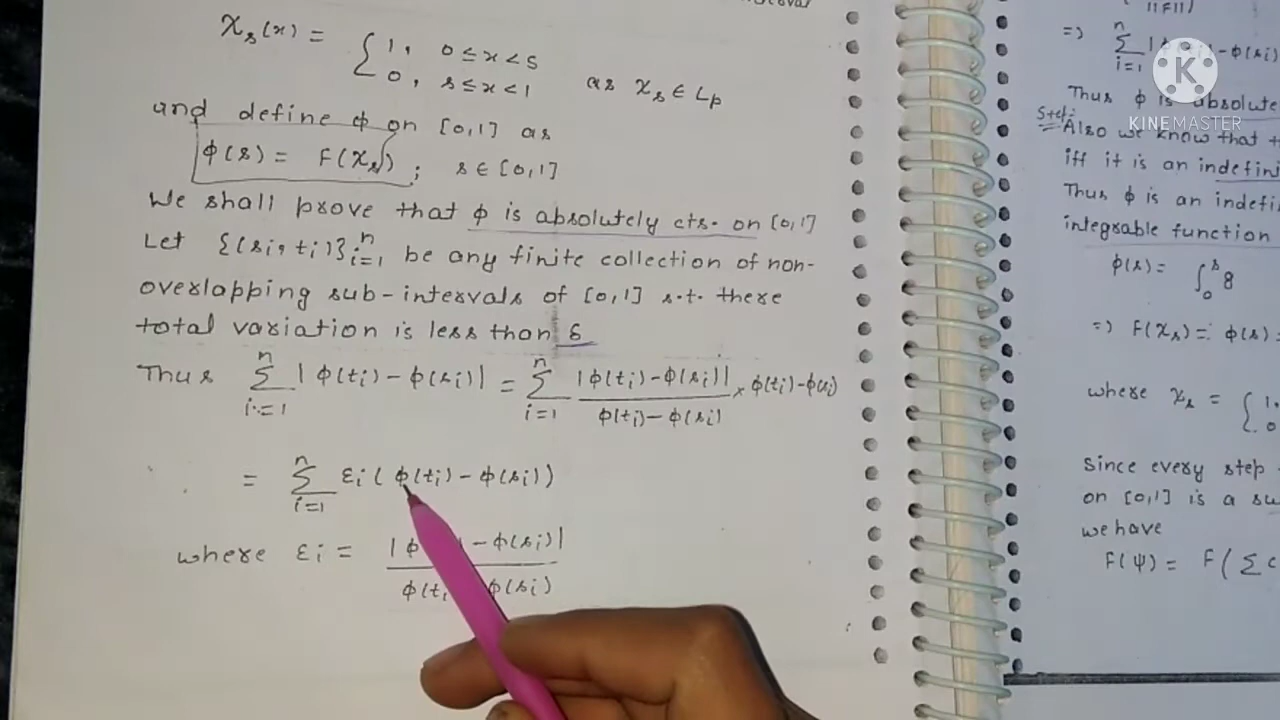 χ_s(x) = { 1, 0 ≤ x < s
0, s ≤ x < 1 as χ_s ∈ L_p
and define ϕ on [0,1] as
ϕ(s) = F(χ_s) ; s ∈ [0,1]
We shall prove that ϕ is absolutely cts. on [0,1]
Let {(s_i, t_i)}_{i=1}^n be any finite collection of non-
overlapping sub-intervals of [0,1] s.t. there
total variation is less than δ
Thus ∑_{i=1}^n |ϕ(t_i) - ϕ(s_i)| = ∑_{i=1}^n |ϕ(t_i) - ϕ(s_i)| / ϕ(t_i) - ϕ(s_i) × ϕ(t_i) - ϕ(s_i)
= ∑_{i=1}^n ε_i (ϕ(t_i) - ϕ(s_i))
where ε_i = |ϕ - ϕ(s_i)| / ϕ(t_i ϕ(s_i)
||F||
⇒ ∑_{i=1}^n - ϕ(s_i)
Thus ϕ is absolute
Step:
Also we know that
iff it is an indefini
Thus ϕ is an indef
integrable function
ϕ(s) = ∫_0^s g
⇒ F(χ_s) = ϕ(s) =
where χ_s = { 1,
0
Since every step
on [0,1] is a
we have
F(ψ) = F(∑ c
K
KINEMASTER